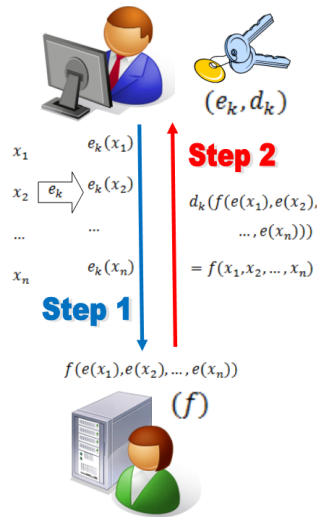 (e_k, d_k)
x_1 e_k(x_1)
Step 2
x_2 e_k e_k(x_2)
d_k(f(e(x_1), e(x_2),
… , e(x_n)))
… …
= f(x_1, x_2, … , x_n)
x_n e_k(x_n)
Step 1
f(e(x_1), e(x_2), … , e(x_n))
(f)